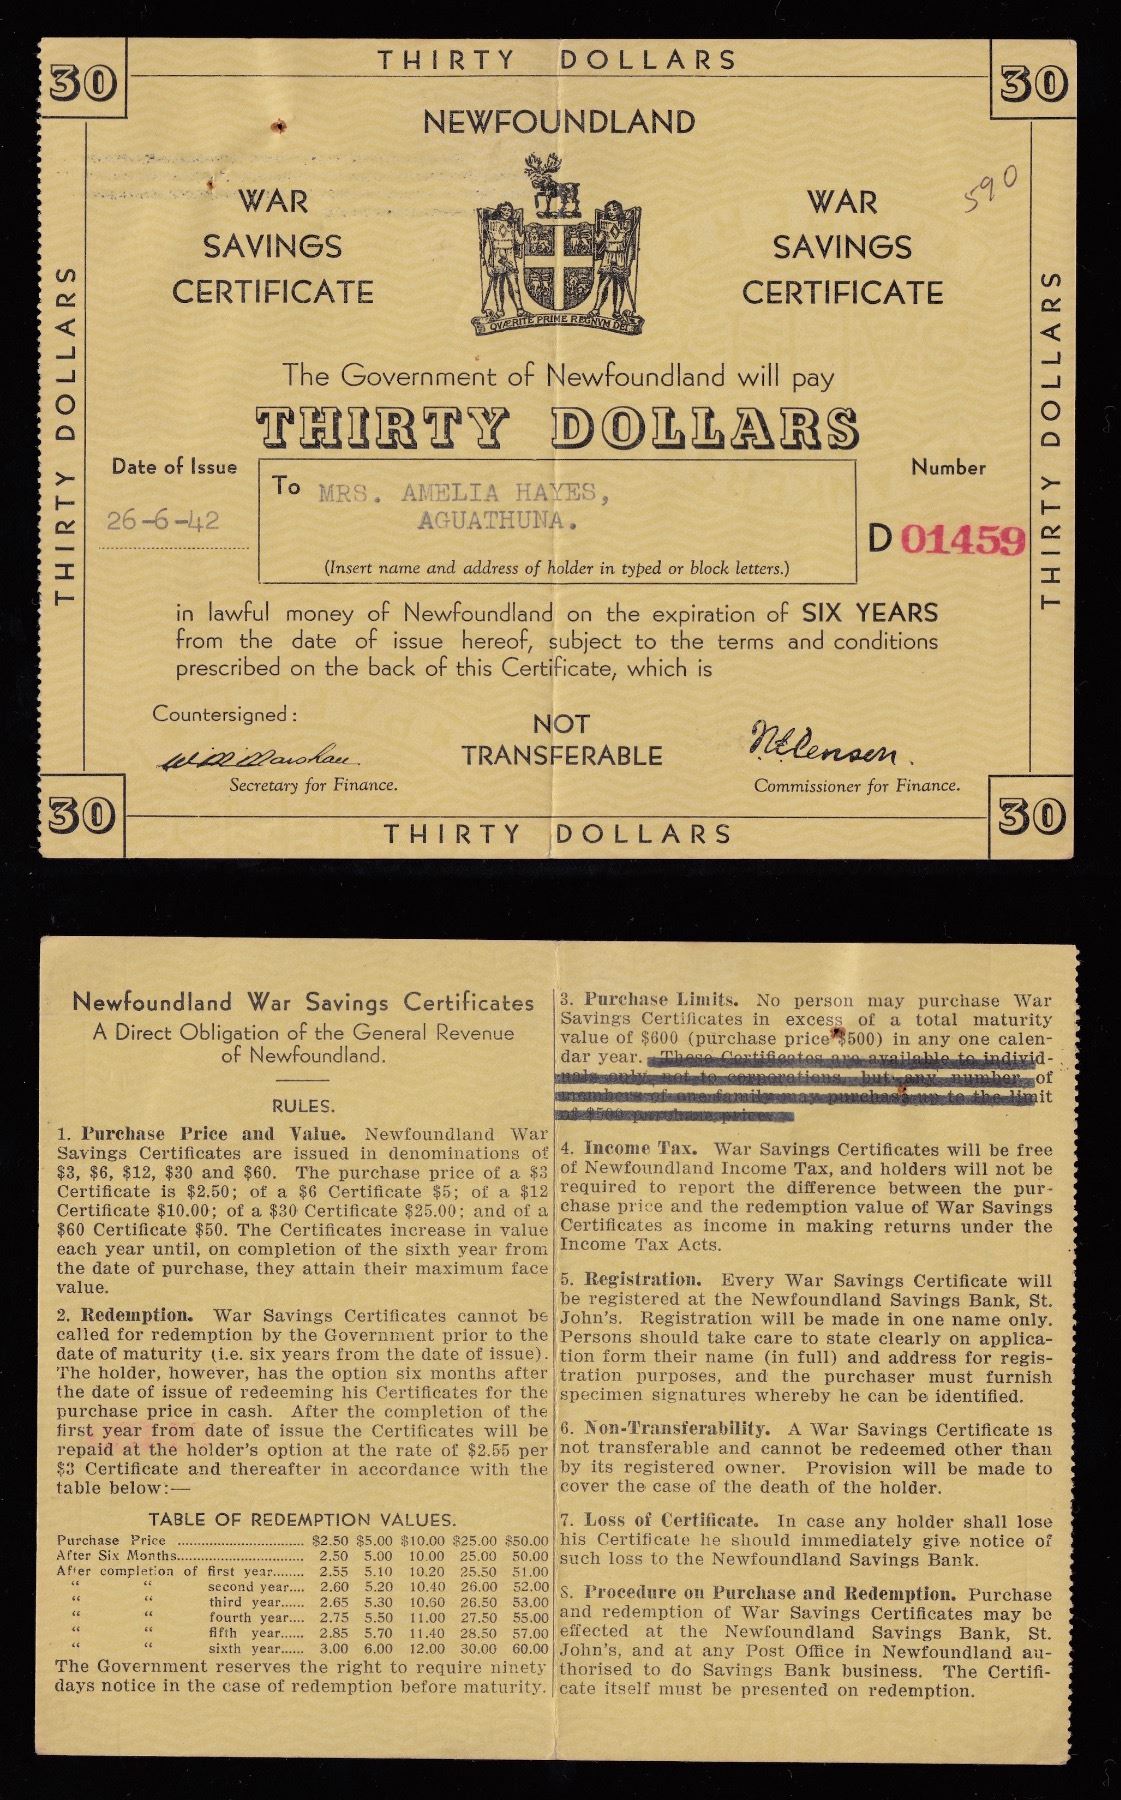 THIRTY DOLLARS
30
30
NEWFOUNDLAND
WAR
SAVINGS
CERTIFICATE
WAR
SAVINGS
CERTIFICATE
590
QVÆRITE PRIME REGNVM DEI
THIRTY DOLLARS
THIRTY DOLLARS
The Government of Newfoundland will pay
THIRTY DOLLARS
Date of Issue
26-6-42
To MRS. AMELIA HAYES,
AGUATHUNA.
(Insert name and address of holder in typed or block letters.)
Number
D 01459
in lawful money of Newfoundland on the expiration of SIX YEARS
from the date of issue hereof, subject to the terms and conditions
prescribed on the back of this Certificate, which is
Countersigned:
NOT
TRANSFERABLE
Secretary for Finance.
Commissioner for Finance.
30
30
THIRTY DOLLARS
Newfoundland War Savings Certificates
A Direct Obligation of the General Revenue
of Newfoundland.
RULES.
1. Purchase Price and Value. Newfoundland War
Savings Certificates are issued in denominations of
$3, $6, $12, $30 and $60. The purchase price of a $3
Certificate is $2.50; of a $6 Certificate $5; of a $12
Certificate $10.00; of a $30 Certificate $25.00; and of a
$60 Certificate $50. The Certificates increase in value
each year until, on completion of the sixth year from
the date of purchase, they attain their maximum face
value.
2. Redemption. War Savings Certificates cannot be
called for redemption by the Government prior to the
date of maturity (i.e. six years from the date of issue).
The holder, however, has the option six months after
the date of issue of redeeming his Certificates for the
purchase price in cash. After the completion of the
first year from date of issue the Certificates will be
repaid at the holder's option at the rate of $2.55 per
$3 Certificate and thereafter in accordance with the
table below:—
TABLE OF REDEMPTION VALUES.
Purchase Price ................................ $2.50 $5.00 $10.00 $25.00 $50.00
After Six Months................................ 2.50 5.00 10.00 25.00 50.00
After completion of first year........ 2.55 5.10 10.20 25.50 51.00
“ “ second year.... 2.60 5.20 10.40 26.00 52.00
“ “ third year...... 2.65 5.30 10.60 26.50 53.00
“ “ fourth year.... 2.75 5.50 11.00 27.50 55.00
“ “ fifth year...... 2.85 5.70 11.40 28.50 57.00
“ “ sixth year...... 3.00 6.00 12.00 30.00 60.00
The Government reserves the right to require ninety
days notice in the case of redemption before maturity.
3. Purchase Limits. No person may purchase War
Savings Certificates in excess of a total maturity
value of $600 (purchase price $500) in any one calen-
dar year. These Certificates are available to individ-
uals only, not to corporations, but any number of
members of one family may purchase up to the limit
of $500 purchase price.
4. Income Tax. War Savings Certificates will be free
of Newfoundland Income Tax, and holders will not be
required to report the difference between the pur-
chase price and the redemption value of War Savings
Certificates as income in making returns under the
Income Tax Acts.
5. Registration. Every War Savings Certificate will
be registered at the Newfoundland Savings Bank, St.
John's. Registration will be made in one name only.
Persons should take care to state clearly on applica-
tion form their name (in full) and address for regis-
tration purposes, and the purchaser must furnish
specimen signatures whereby he can be identified.
6. Non-Transferability. A War Savings Certificate is
not transferable and cannot be redeemed other than
by its registered owner. Provision will be made to
cover the case of the death of the holder.
7. Loss of Certificate. In case any holder shall lose
his Certificate he should immediately give notice of
such loss to the Newfoundland Savings Bank.
8. Procedure on Purchase and Redemption. Purchase
and redemption of War Savings Certificates may be
effected at the Newfoundland Savings Bank, St.
John's, and at any Post Office in Newfoundland au-
thorised to do Savings Bank business. The Certifi-
cate itself must be presented on redemption.